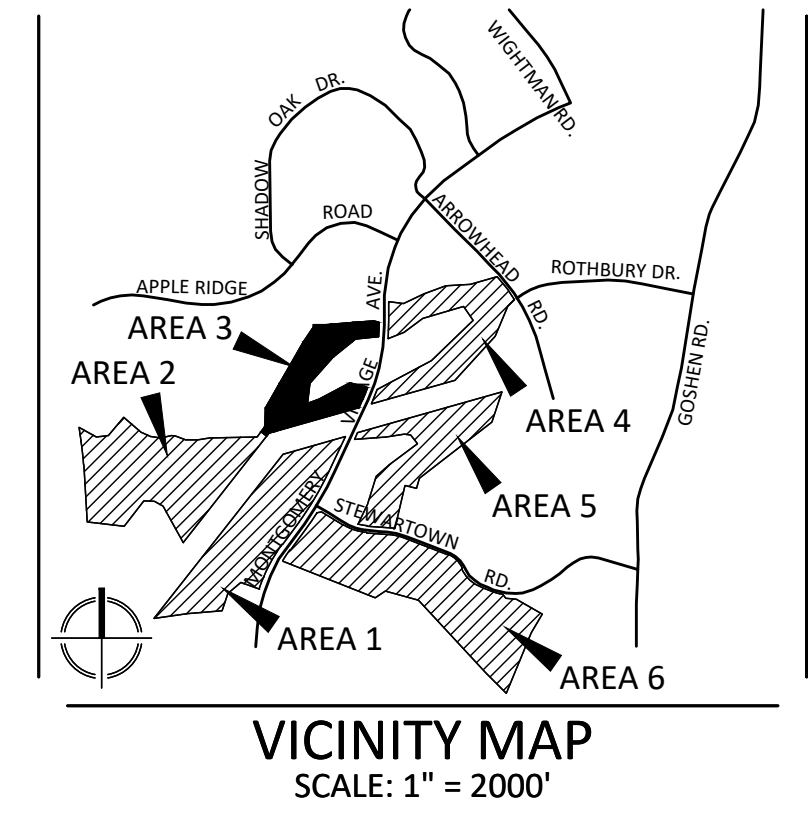 WIGHTMAN RD.
SHADOW OAK DR.
ARROWHEAD RD.
APPLE RIDGE ROAD
ROTHBURY DR.
GOSHEN RD.
AREA 3
AREA 2
AREA 4
AREA 5
MONTGOMERY AVE.
STEWARTOWN RD.
AREA 1
AREA 6
VICINITY MAP
SCALE: 1" = 2000'